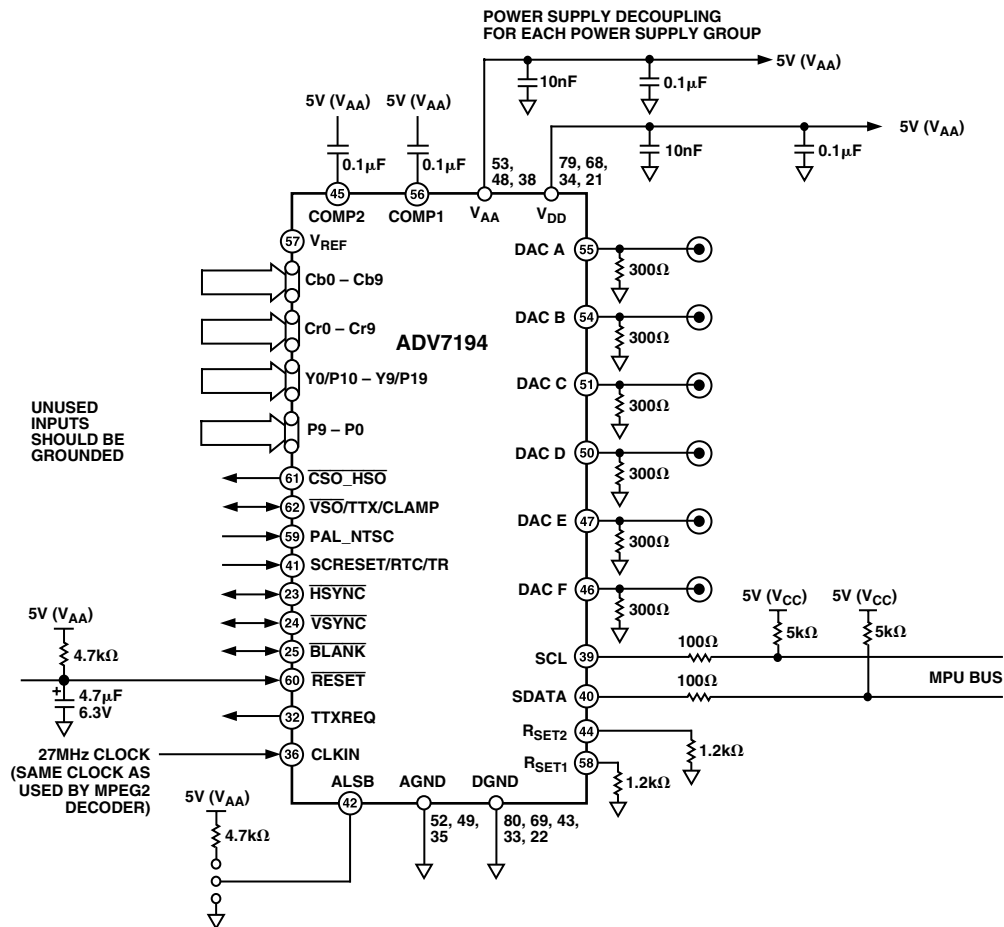 POWER SUPPLY DECOUPLING
FOR EACH POWER SUPPLY GROUP
5V (VAA)
10nF
0.1µF
5V (VAA)
5V (VAA)
5V (VAA)
10nF
0.1µF
0.1µF
0.1µF
53,
48, 38
79, 68,
34, 21
45
56
COMP2
COMP1
VAA
VDD
57
VREF
Cb0 – Cb9
Cr0 – Cr9
ADV7194
Y0/P10 – Y9/P19
P9 – P0
UNUSED
INPUTS
SHOULD BE
GROUNDED
DAC A
55
300Ω
DAC B
54
300Ω
DAC C
51
300Ω
DAC D
50
300Ω
DAC E
47
300Ω
DAC F
46
300Ω
61
CSO_HSO
62
VSO/TTX/CLAMP
59
PAL_NTSC
41
SCRESET/RTC/TR
23
HSYNC
24
VSYNC
25
BLANK
5V (VAA)
4.7kΩ
60
RESET
+
4.7µF
6.3V
32
TTXREQ
27MHz CLOCK
(SAME CLOCK AS
USED BY MPEG2
DECODER)
36
CLKIN
5V (VCC)
5V (VCC)
5kΩ
5kΩ
SCL
39
100Ω
MPU BUS
SDATA
40
100Ω
RSET2
44
1.2kΩ
RSET1
58
1.2kΩ
ALSB
AGND
DGND
42
5V (VAA)
4.7kΩ
52, 49,
35
80, 69, 43,
33, 22